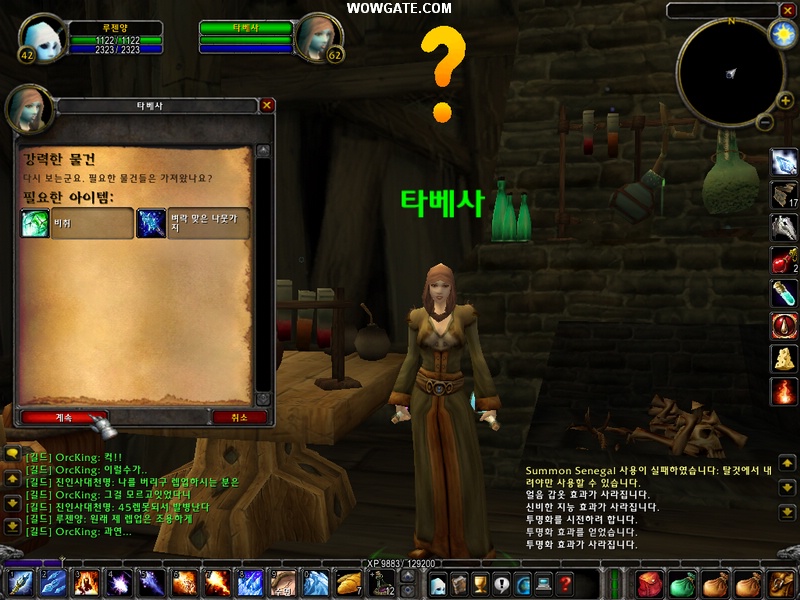 WOWGATE.COM
루젠양
1122 / 1122
2323 / 2323
42
타베사
62
N
타베사
강력한 물건
다시 보는군요. 필요한 물건들은 가져왔나요?
필요한 아이템:
비취
벼락 맞은 나뭇가지
타베사
17
2
계속
취소
[길드] OrcKing: 컥!!
[길드] OrcKing: 이럴수가..
[길드] 진인사대천명: 나를 버리구 렙업하시는 분은
[길드] OrcKing: 그걸 모르고잇었다니
[길드] 진인사대천명: 45렙못되서 발병난다
[길드] 루젠양: 원래 제 렙업은 조용하게
[길드] OrcKing: 과연...
Summon Senegal 사용이 실패하였습니다: 탈것에서 내
려야만 사용할 수 있습니다.
얼음 갑옷 효과가 사라집니다.
신비한 지능 효과가 사라집니다.
투명화를 시전하려 합니다.
투명화 효과를 얻었습니다.
투명화 효과가 사라집니다.
XP 9883 / 129200
수면
7
12